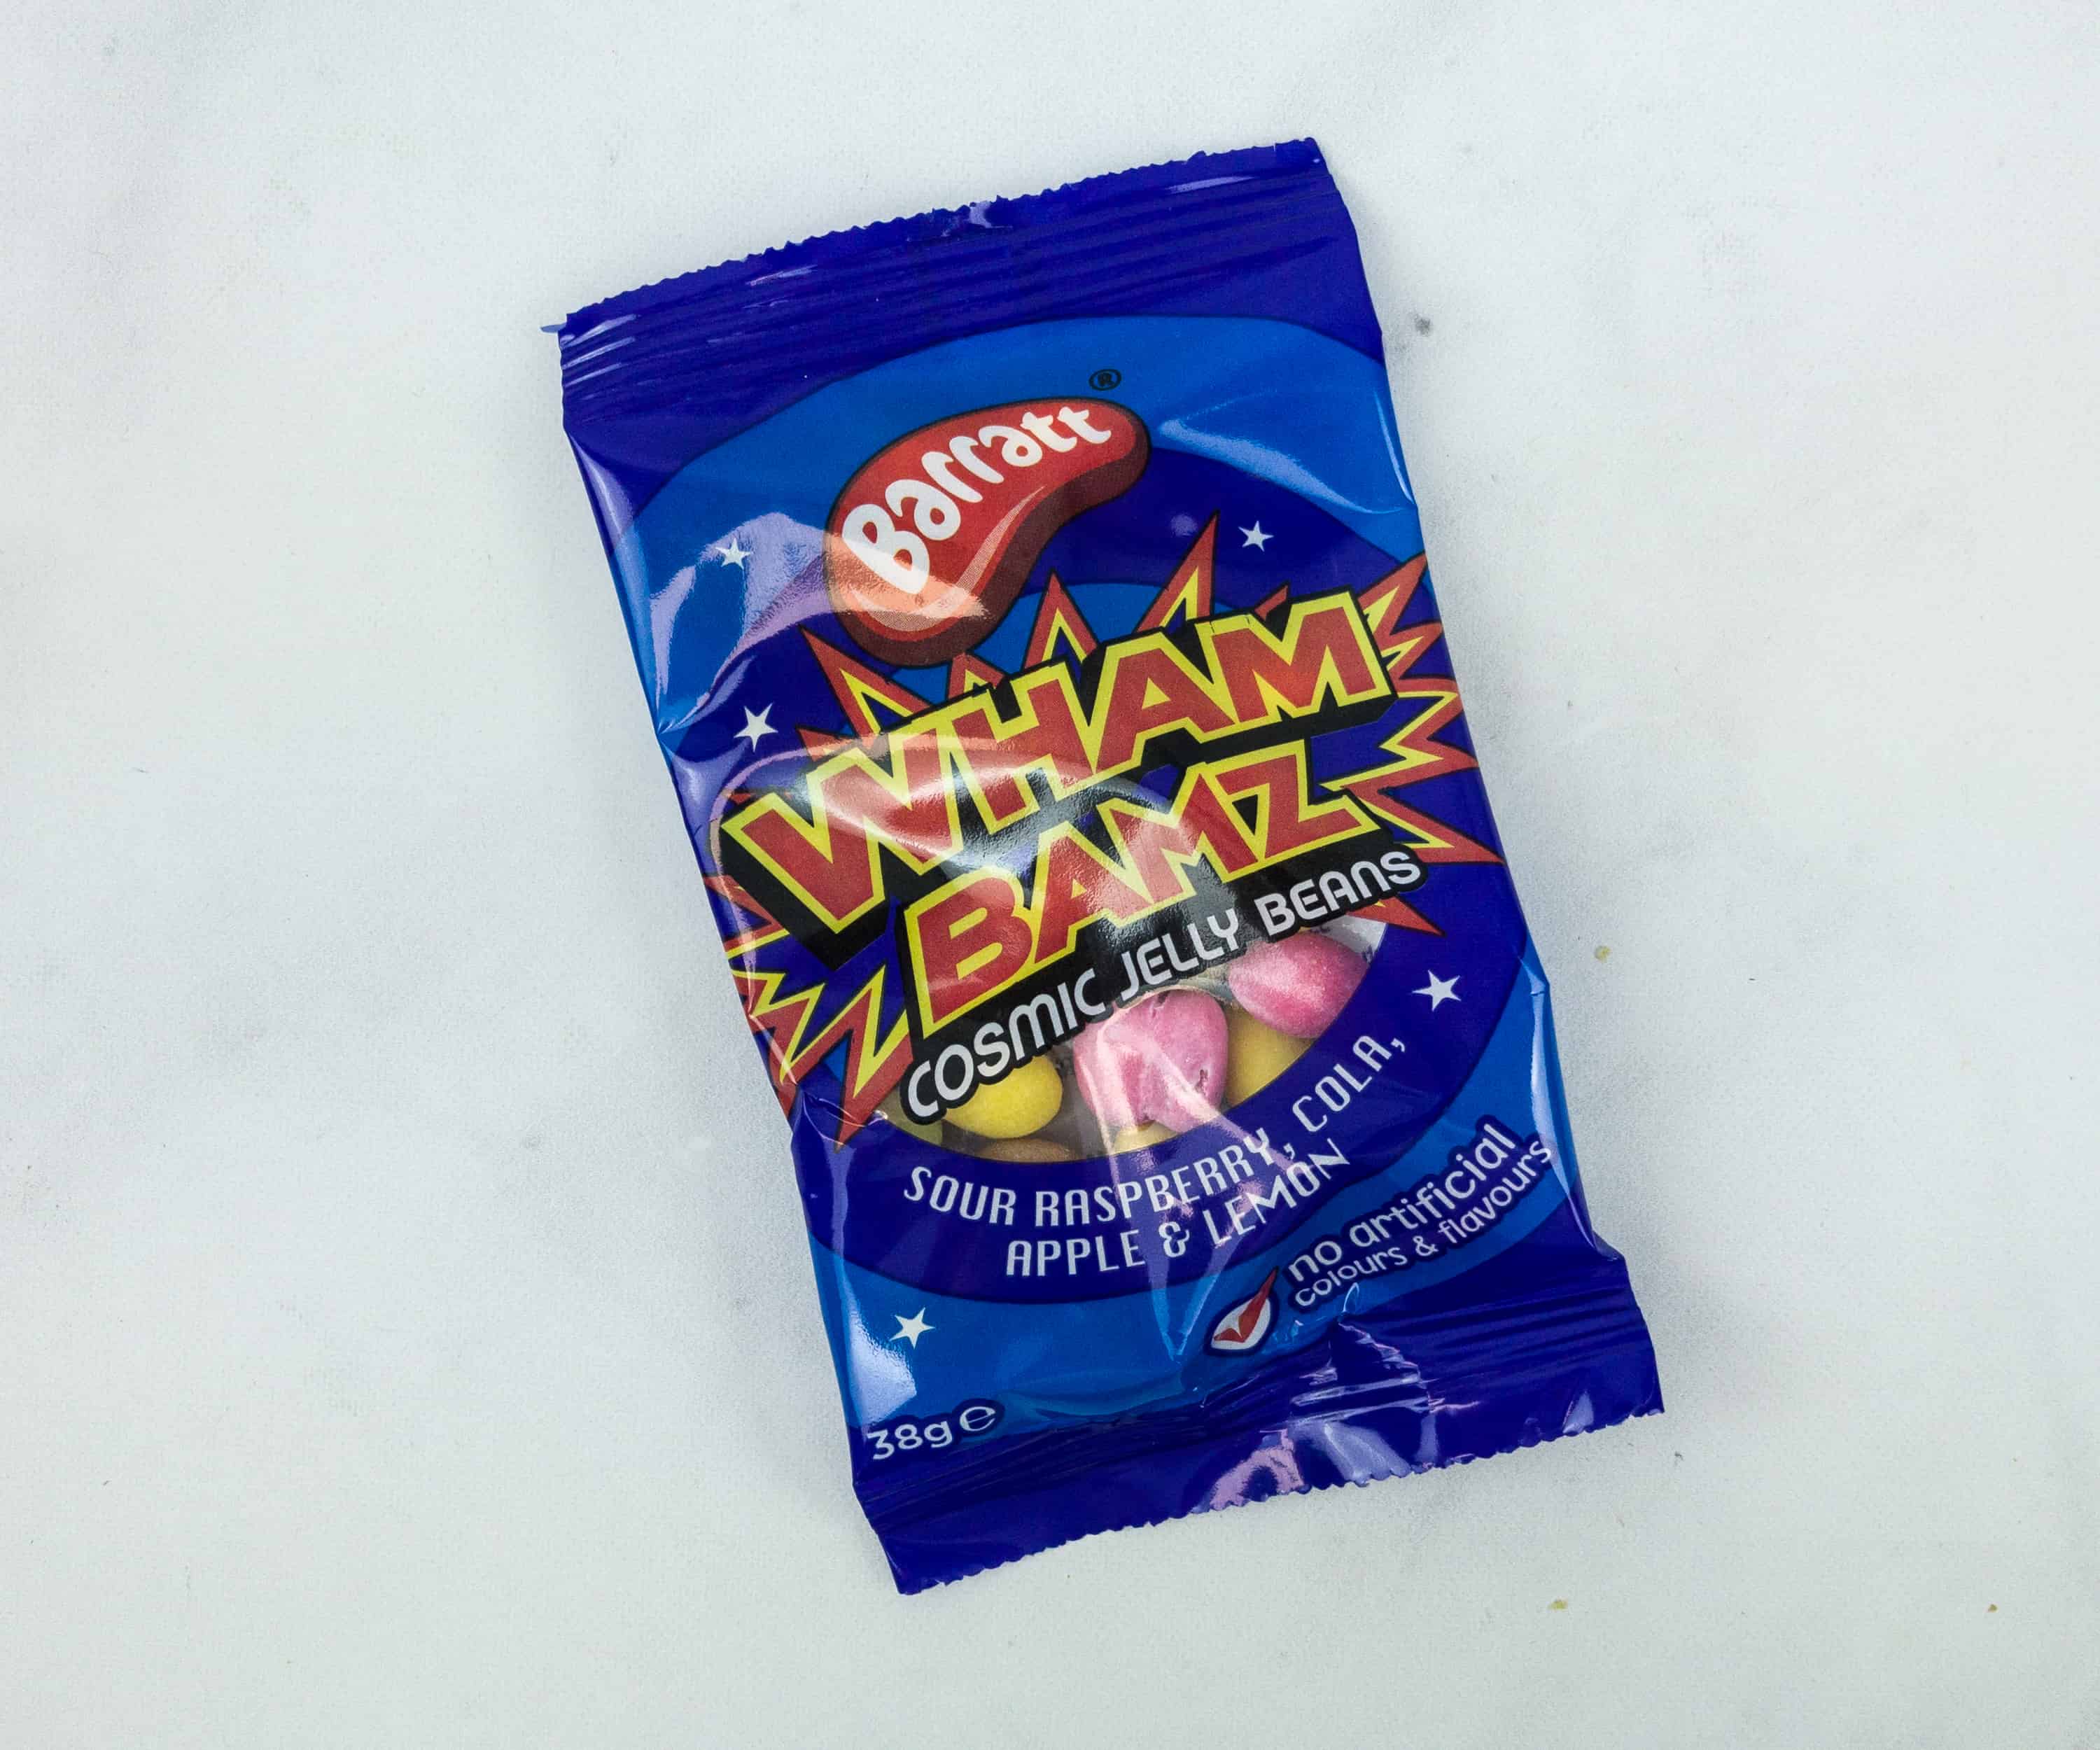 Barratt®
WHAM
BAMZ
COSMIC JELLY BEANS
SOUR RASPBERRY, COLA,
APPLE & LEMON
no artificial
colours & flavours
38g e